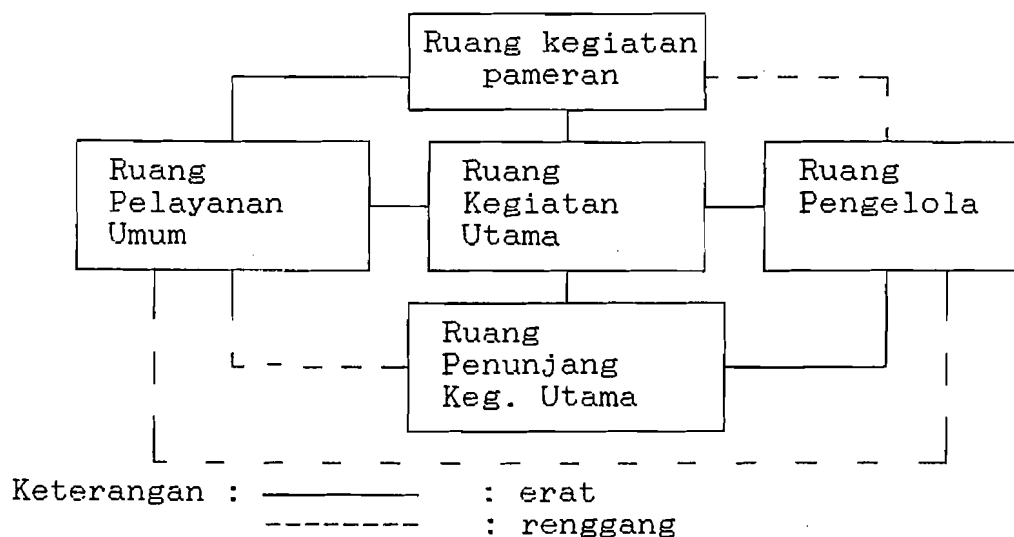 Ruang kegiatan
pameran
Ruang
Pelayanan
Umum
Ruang
Kegiatan
Utama
Ruang
Pengelola
Ruang
Penunjang
Keg. Utama
Keterangan : : erat
: renggang